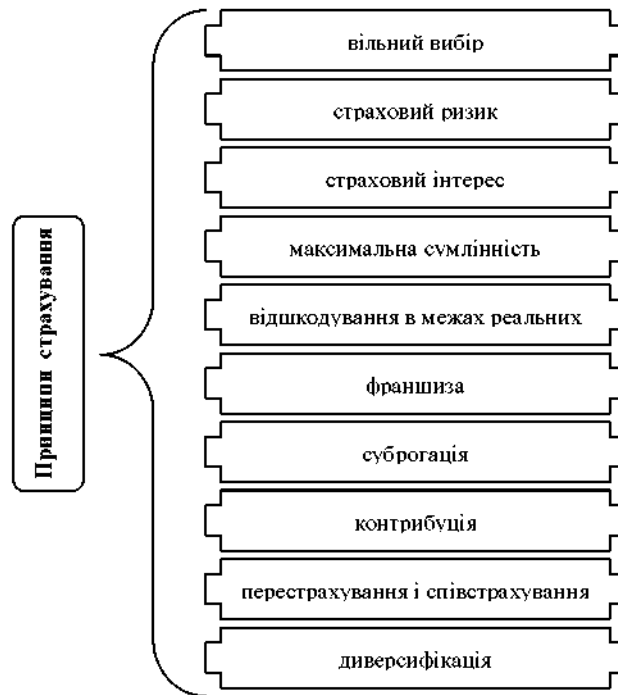 Принципи страхування
вільний вибір
страховий ризик
страховий інтерес
максимальна сумлінність
відшкодування в межах реальних
франшиза
суброгація
контрибуція
перестрахування і співстрахування
диверсифікація